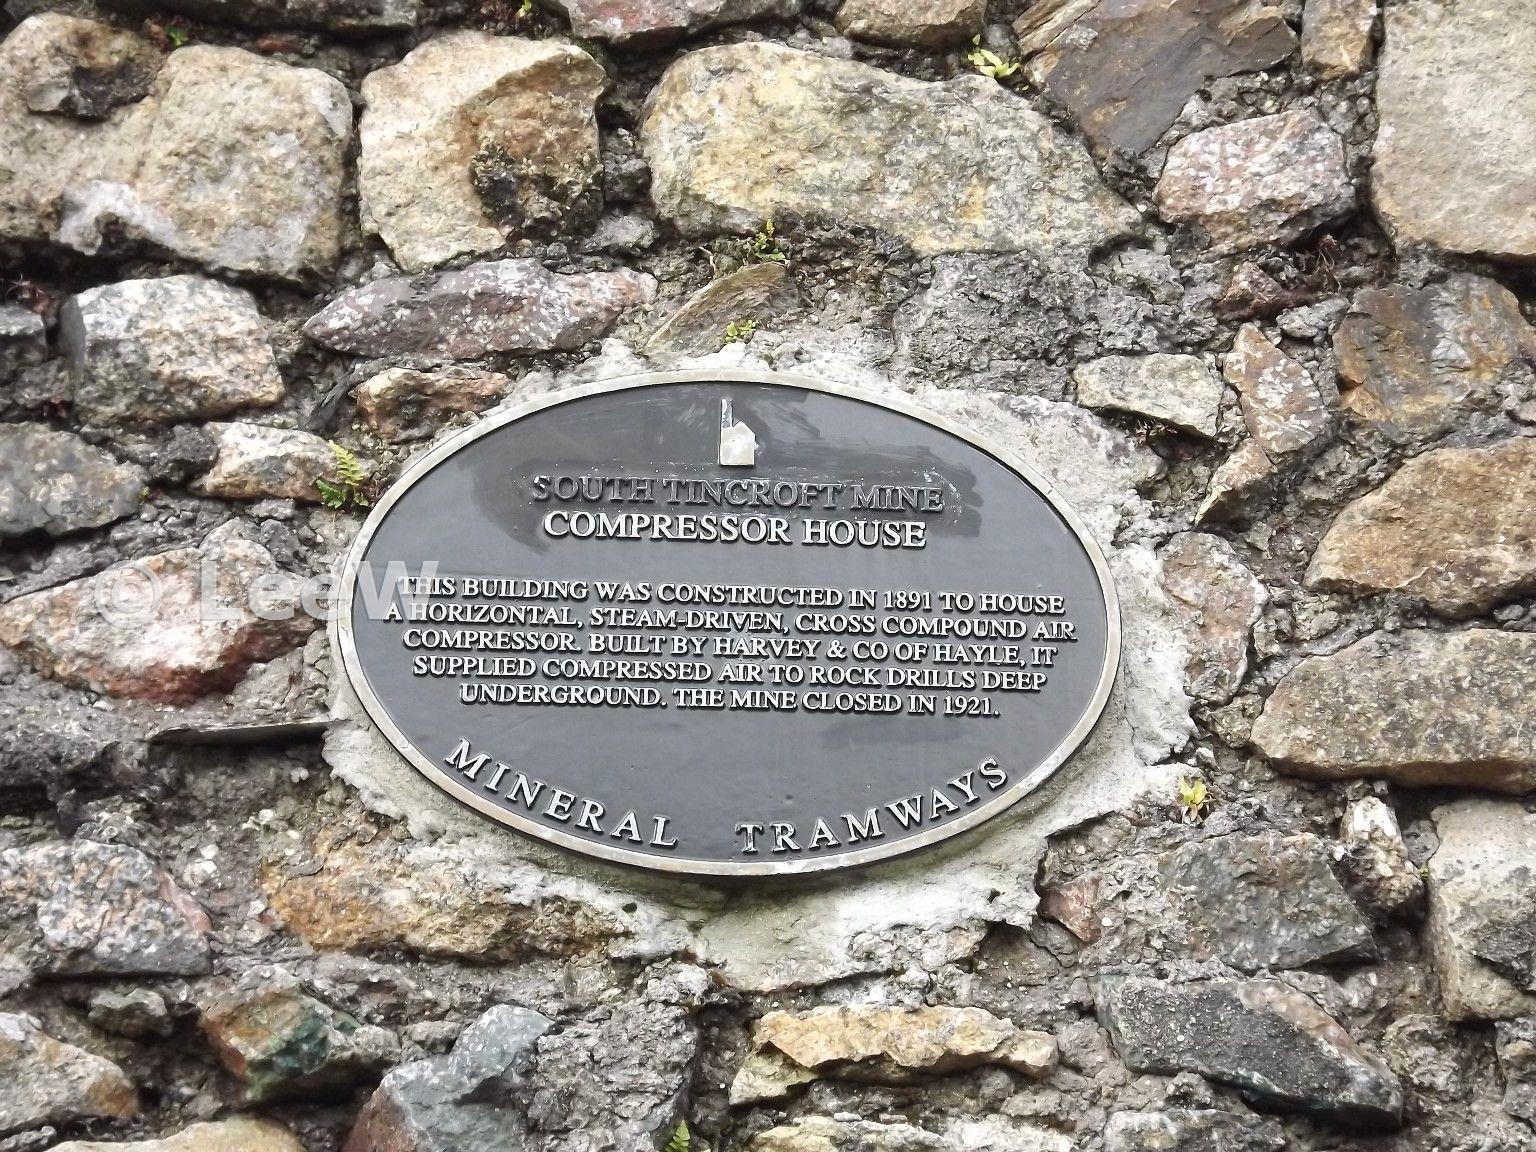 SOUTH TINCROFT MINE
COMPRESSOR HOUSE
THIS BUILDING WAS CONSTRUCTED IN 1891 TO HOUSE
A HORIZONTAL, STEAM-DRIVEN, CROSS COMPOUND AIR
COMPRESSOR. BUILT BY HARVEY & CO OF HAYLE, IT
SUPPLIED COMPRESSED AIR TO ROCK DRILLS DEEP
UNDERGROUND. THE MINE CLOSED IN 1921.
MINERAL TRAMWAYS
© LeeW